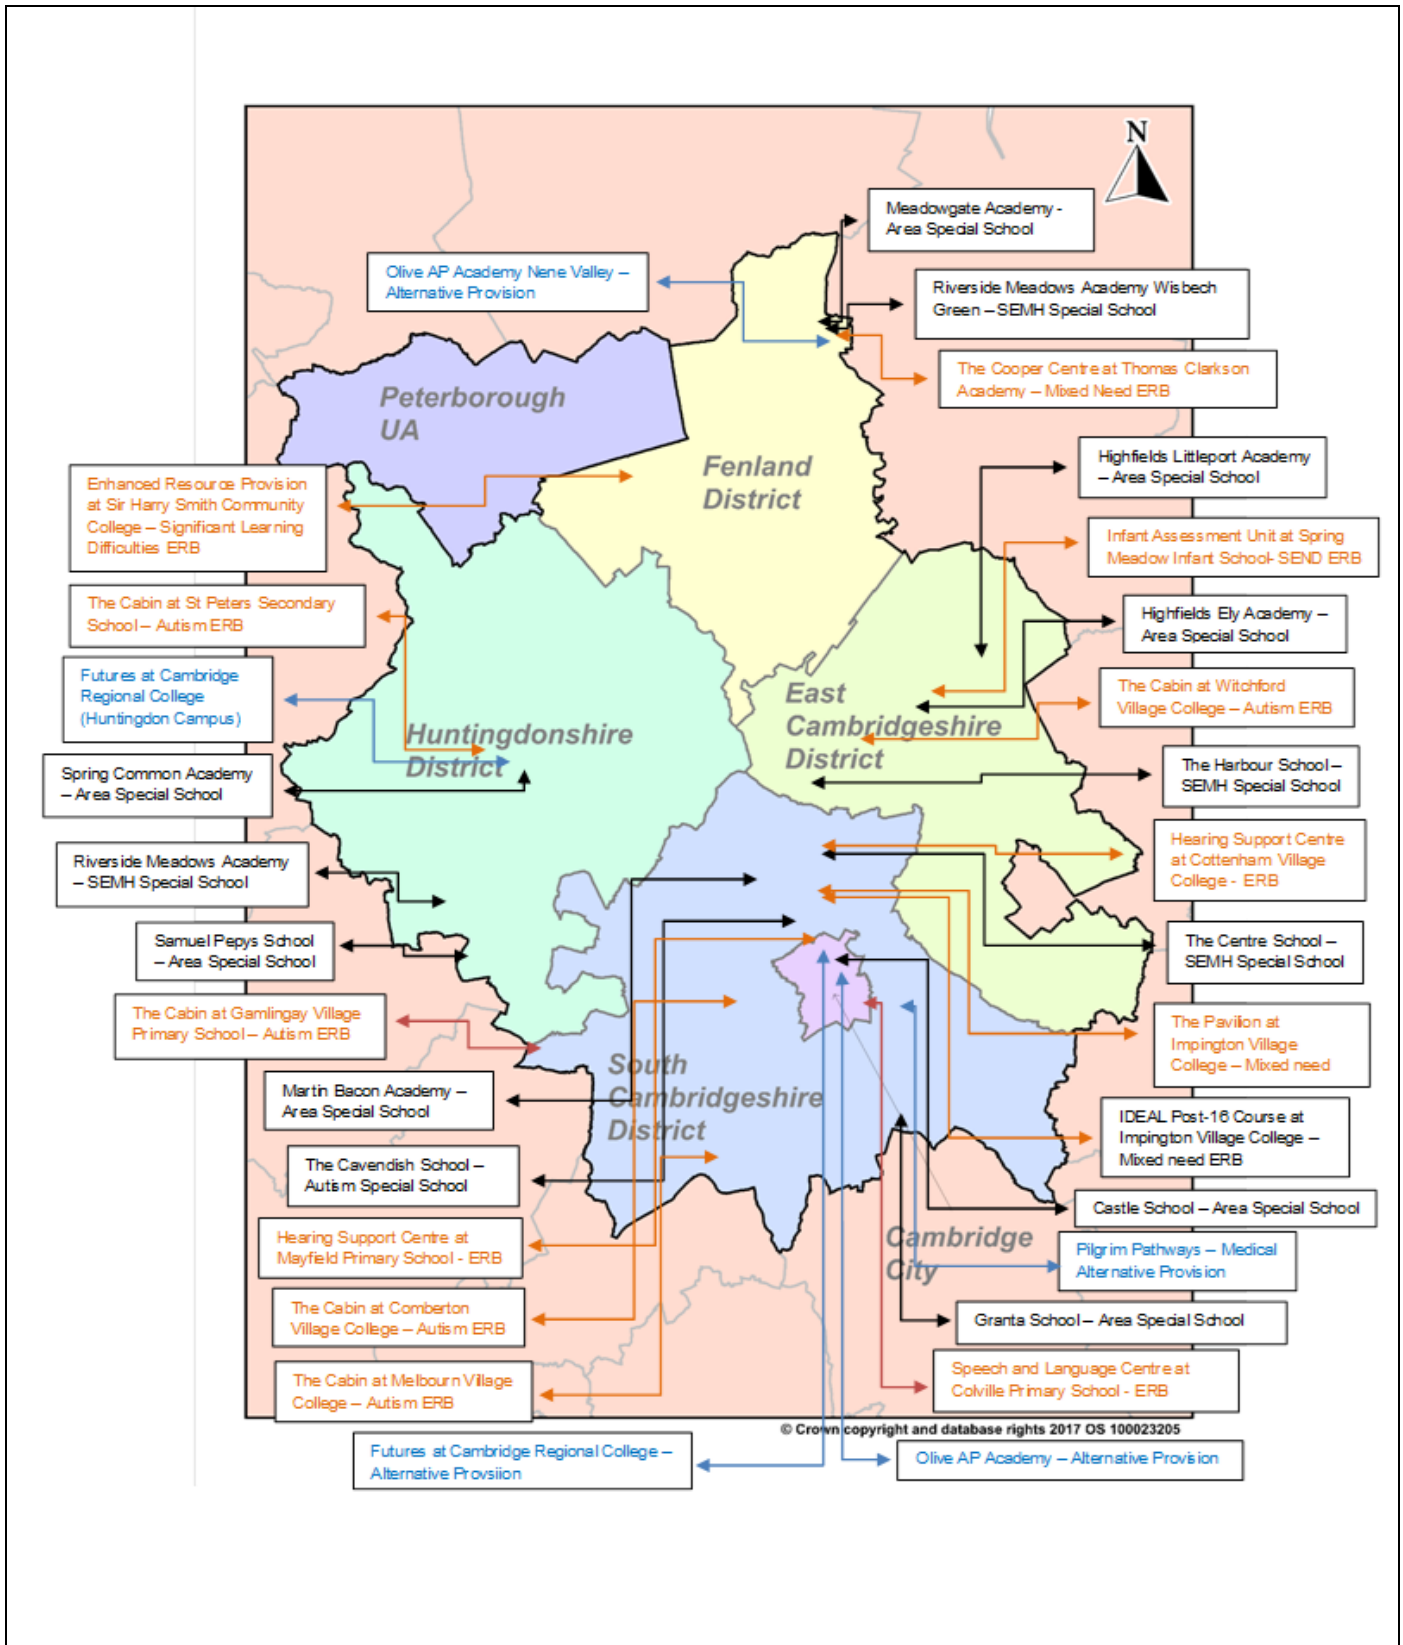 N
Meadowgate Academy -
Area Special School
Olive AP Academy Nene Valley –
Alternative Provision
Riverside Meadows Academy Wisbech
Green – SEMH Special School
The Cooper Centre at Thomas Clarkson
Academy – Mixed Need ERB
Peterborough
UA
Fenland
District
Highfields Littleport Academy
– Area Special School
Enhanced Resource Provision
at Sir Harry Smith Community
College – Significant Learning
Difficulties ERB
Infant Assessment Unit at Spring
Meadow Infant School- SEND ERB
The Cabin at St Peters Secondary
School – Autism ERB
Highfields Ely Academy –
Area Special School
Futures at Cambridge
Regional College
(Huntingdon Campus)
The Cabin at Witchford
Village College – Autism ERB
East
Cambridgeshire
District
Huntingdonshire
District
Spring Common Academy
– Area Special School
The Harbour School –
SEMH Special School
Hearing Support Centre
at Cottenham Village
College - ERB
Riverside Meadows Academy
– SEMH Special School
Samuel Pepys School
– Area Special School
The Centre School –
SEMH Special School
The Cabin at Gamlingay Village
Primary School – Autism ERB
The Pavilion at
Impington Village
College – Mixed need
South
Cambridgeshire
District
Martin Bacon Academy –
Area Special School
IDEAL Post-16 Course at
Impington Village College –
Mixed need ERB
The Cavendish School –
Autism Special School
Castle School – Area Special School
Hearing Support Centre at
Mayfield Primary School - ERB
Cambridge
City
Pilgrim Pathways – Medical
Alternative Provision
The Cabin at Comberton
Village College – Autism ERB
Granta School – Area Special School
The Cabin at Melbourn Village
College – Autism ERB
Speech and Language Centre at
Colville Primary School - ERB
© Crown copyright and database rights 2017 OS 100023205
Futures at Cambridge Regional College –
Alternative Provsiion
Olive AP Academy – Alternative Provision